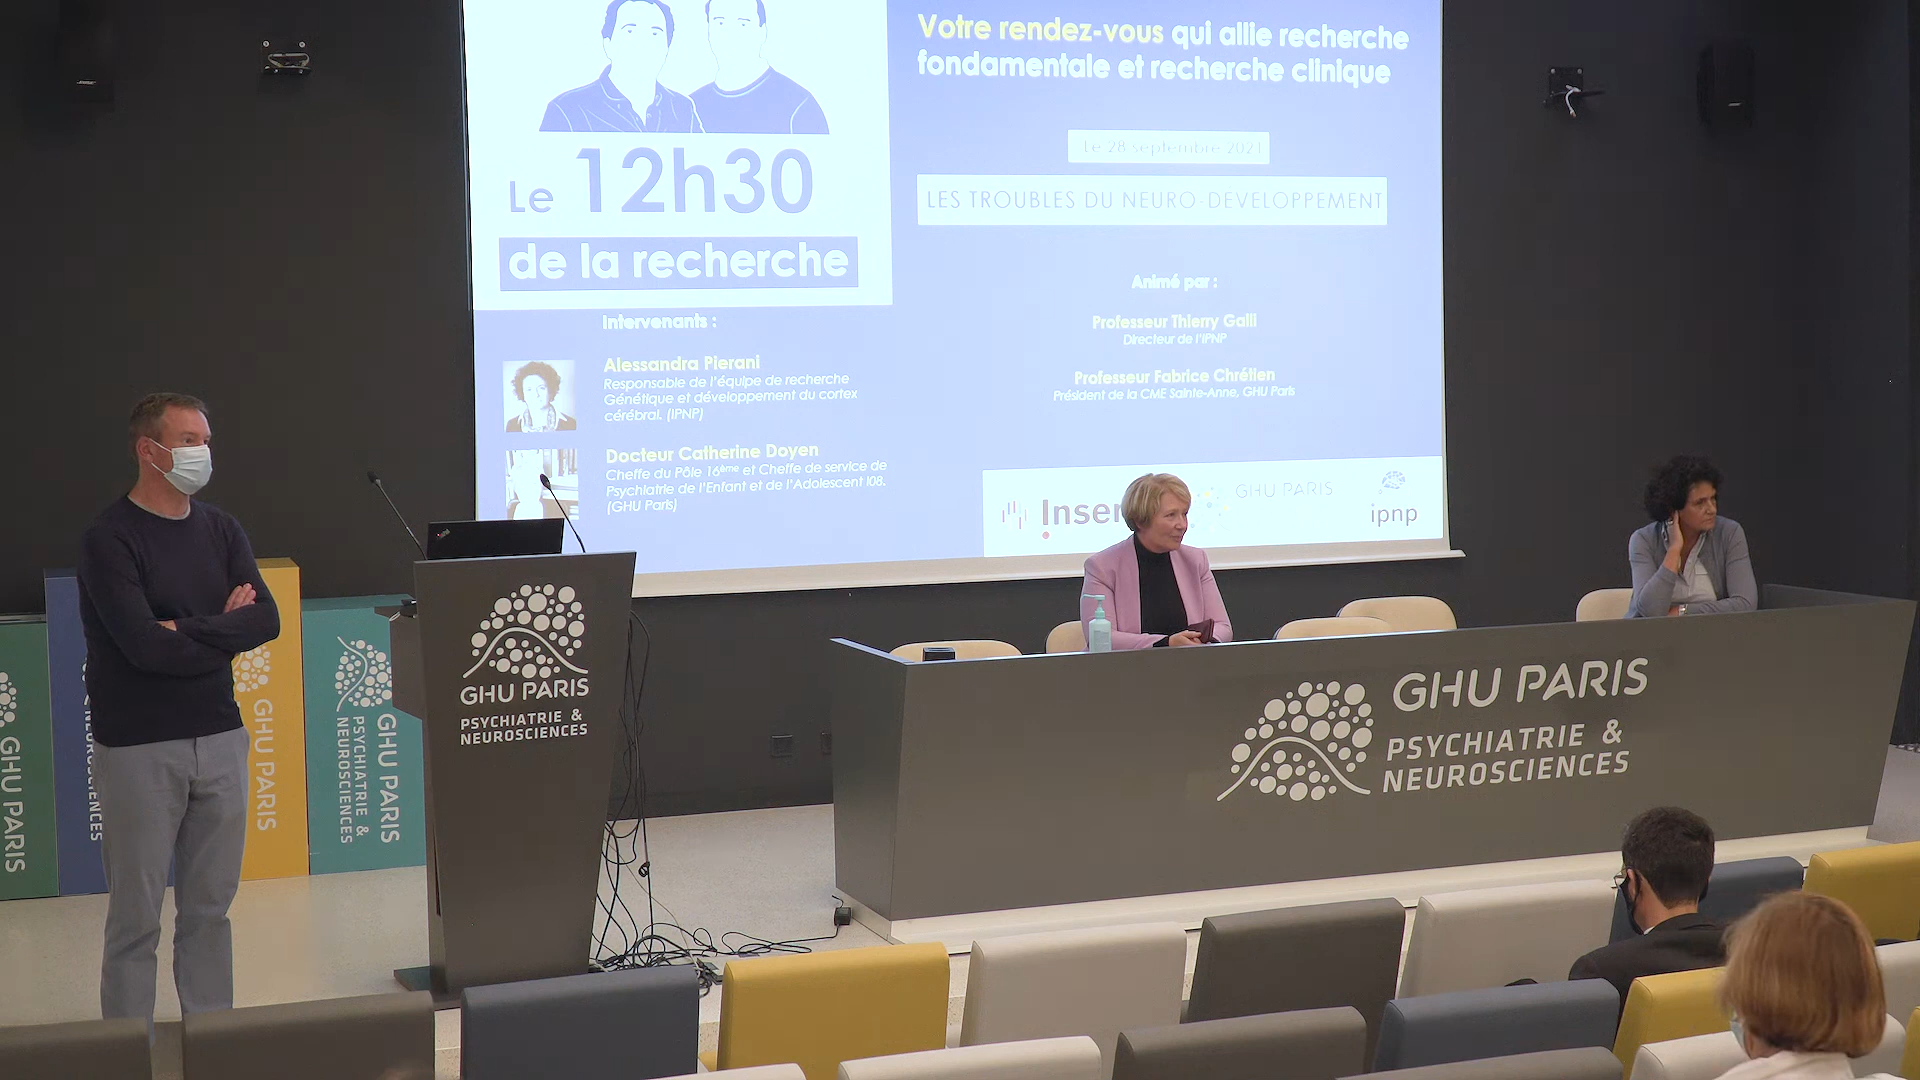 Votre rendez-vous qui allie recherche
fondamentale et recherche clinique
Le 28 septembre 2021
LES TROUBLES DU NEURO-DEVELOPPEMENT
Le 12h30
de la recherche
Intervenants :
Alessandra Pierani
Responsable de l'équipe de recherche
Génétique et développement du cortex
cérébral. (IPNP)
Docteur Catherine Doyen
Cheffe du Pôle 16ème et Cheffe de service de
Psychiatrie de l'Enfant et de l'Adolescent I08.
(GHU Paris)
Animé par :
Professeur Thierry Galli
Directeur de l'IPNP
Professeur Fabrice Chrétien
Président de la CME Sainte-Anne, GHU Paris
Inser
GHU PARIS
ipnp
GHU PARIS
PSYCHIATRIE &
NEUROSCIENCES
GHU PARIS
PSYCHIATRIE &
NEUROSCIENCES
GHU PARIS
NEUROSCIENCES
GHU PARIS
GHU PARIS
PSYCHIATRIE &
NEUROSCIENCES